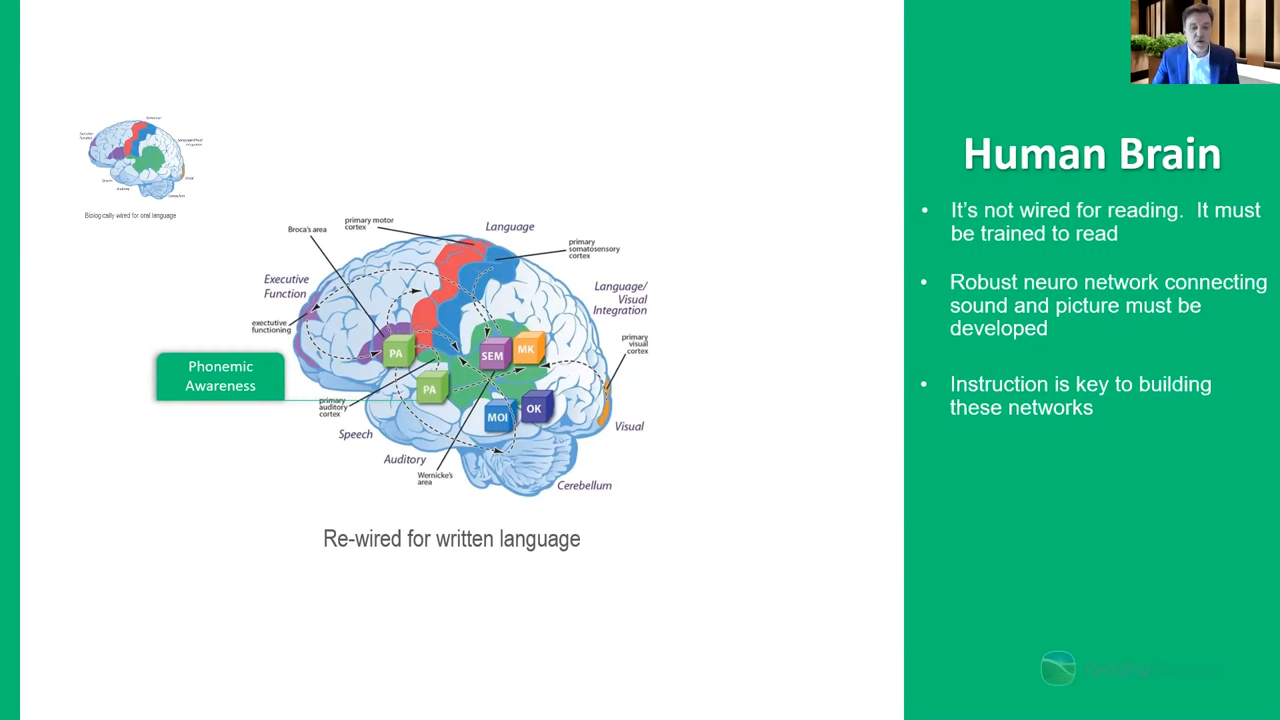 Human Brain
• It's not wired for reading. It must
be trained to read
• Robust neuro network connecting
sound and picture must be
developed
• Instruction is key to building
these networks
Biologically wired for oral language
primary motor
cortex
Language
Broca's area
primary
somatosensory
cortex
Executive
Function
Language/
Visual
Integration
exectutive
functioning
primary
visual
cortex
PA
SEM
MK
Phonemic
Awareness
PA
OK
MOI
primary
auditory
cortex
Visual
Speech
Auditory
Wernicke's
area
Cerebellum
Re-wired for written language